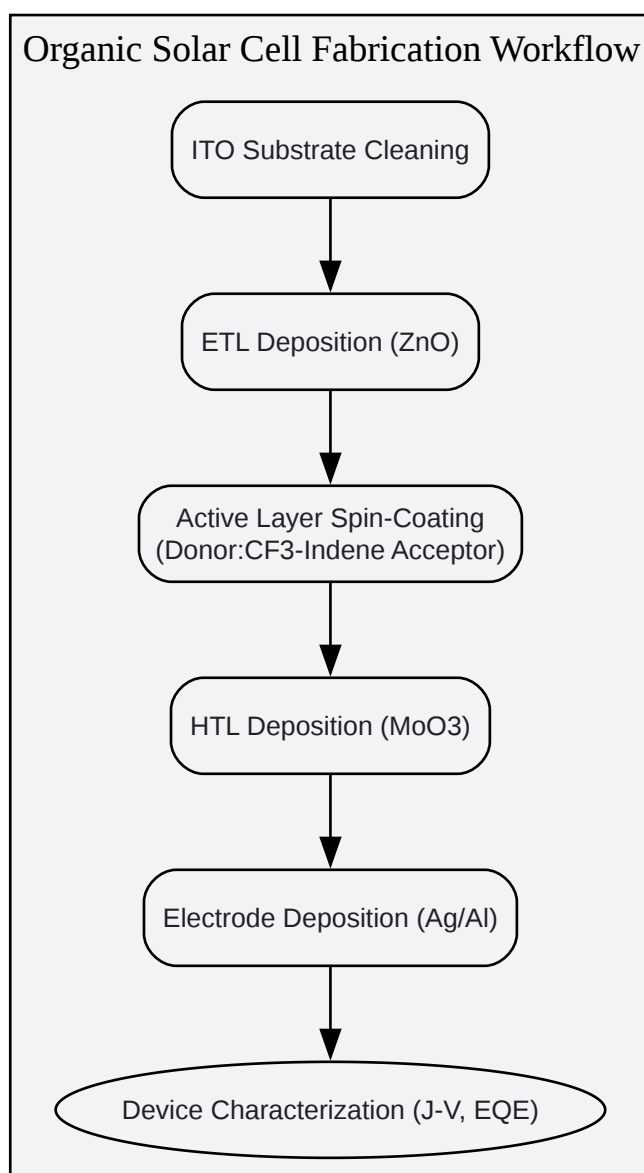 Organic Solar Cell Fabrication Workflow
ITO Substrate Cleaning
ETL Deposition (ZnO)
Active Layer Spin-Coating
(Donor:CF3-Indene Acceptor)
HTL Deposition (MoO3)
Electrode Deposition (Ag/Al)
Device Characterization (J-V, EQE)